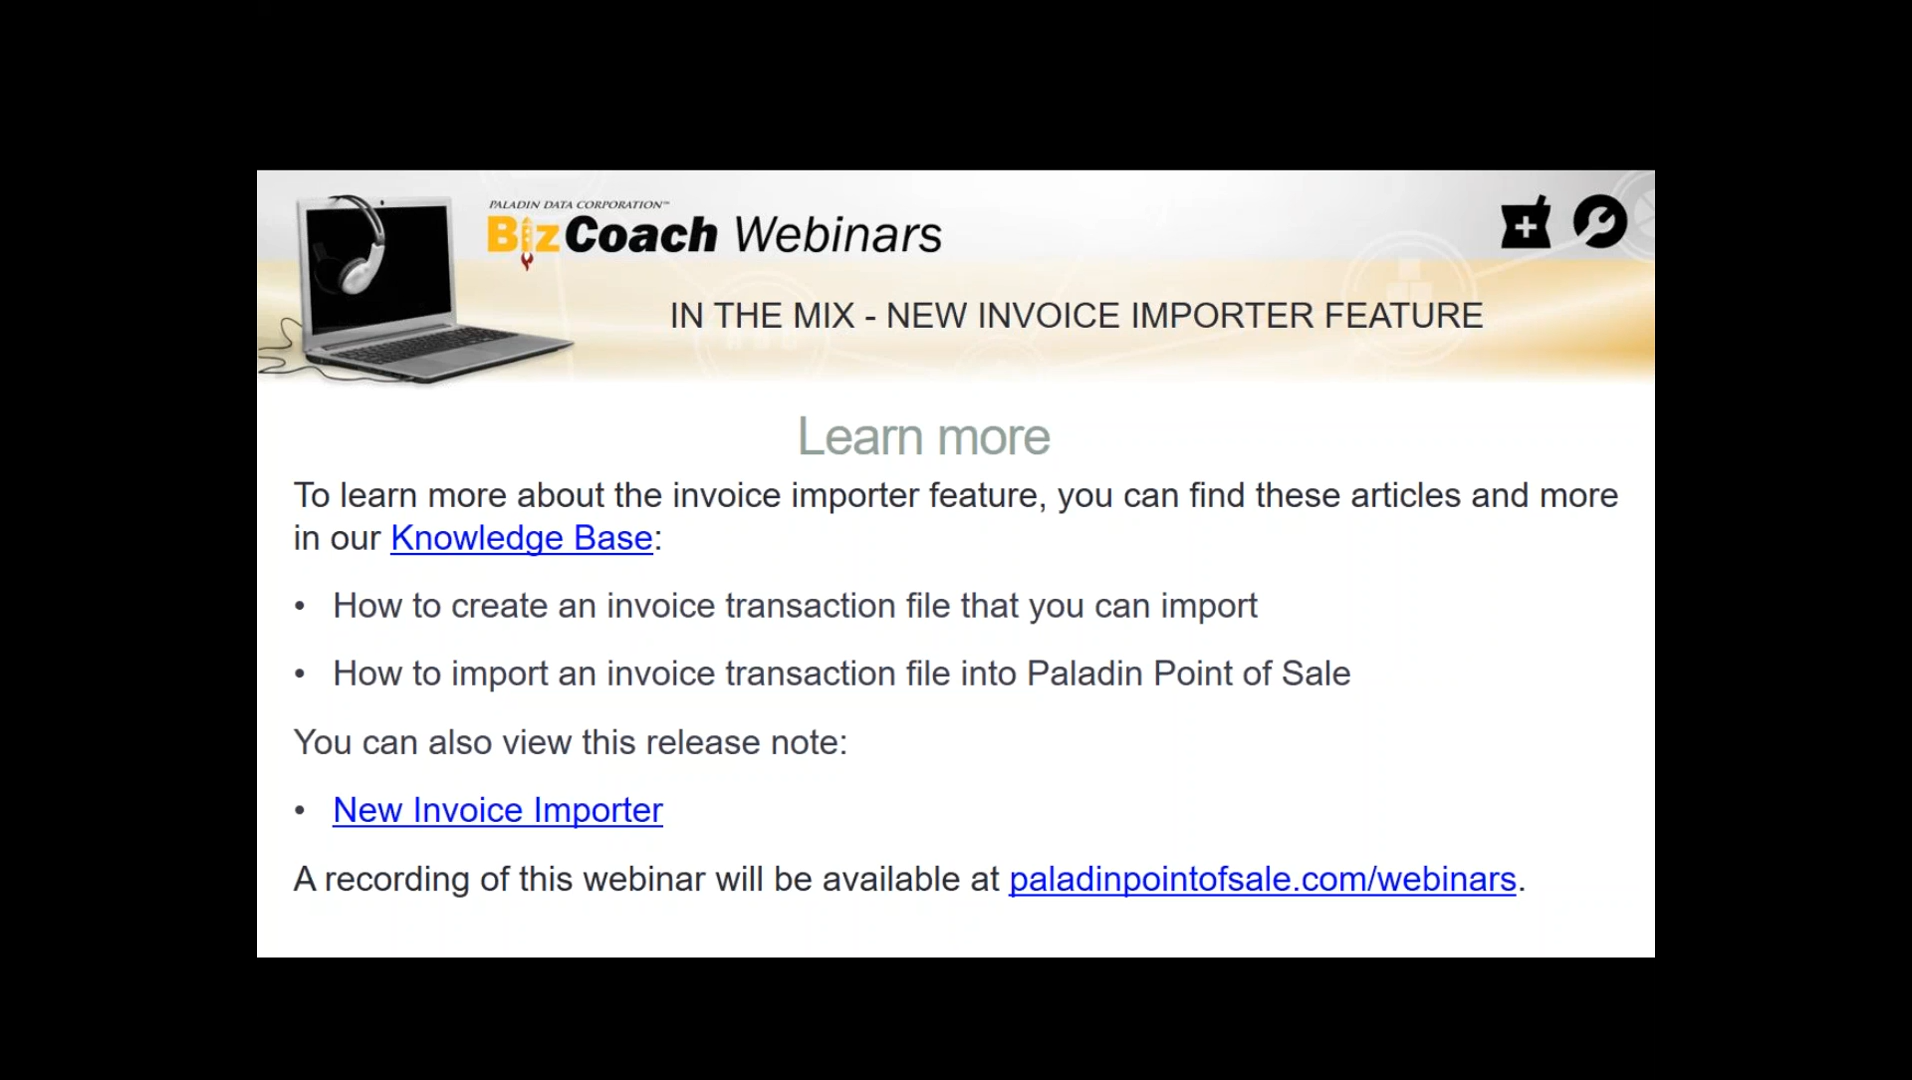 PALADIN DATA CORPORATION™
BizCoach Webinars
IN THE MIX - NEW INVOICE IMPORTER FEATURE
Learn more
To learn more about the invoice importer feature, you can find these articles and more
in our Knowledge Base:
• How to create an invoice transaction file that you can import
• How to import an invoice transaction file into Paladin Point of Sale
You can also view this release note:
• New Invoice Importer
A recording of this webinar will be available at paladinpointofsale.com/webinars.